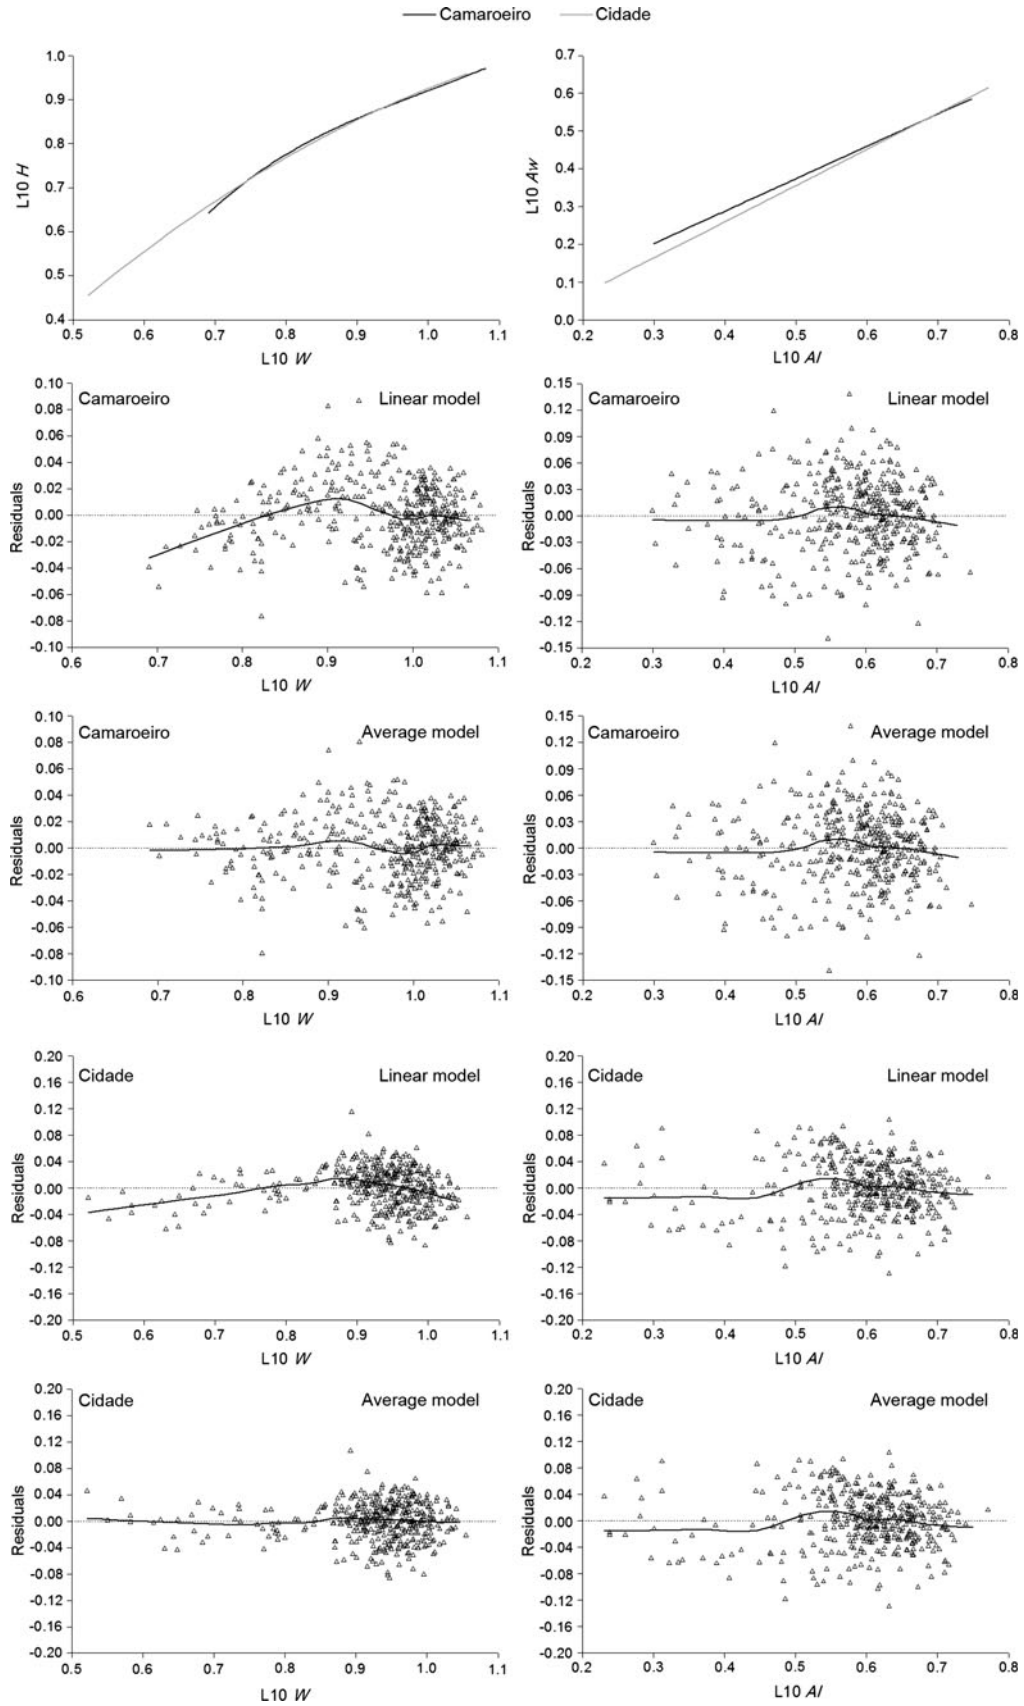 Camaroeiro Cidade
1.0
0.9
0.8
0.7
0.6
0.5
0.4
L10 H
0.5 0.6 0.7 0.8 0.9 1.0 1.1
L10 W
0.7
0.6
0.5
0.4
0.3
0.2
0.1
0.0
L10 Aw
0.2 0.3 0.4 0.5 0.6 0.7 0.8
L10 Al
Camaroeiro Linear model
0.10
0.08
0.06
0.04
0.02
0.00
-0.02
-0.04
-0.06
-0.08
-0.10
Residuals
0.6 0.7 0.8 0.9 1.0 1.1
L10 W
Camaroeiro Linear model
0.15
0.12
0.09
0.06
0.03
0.00
-0.03
-0.06
-0.09
-0.12
-0.15
Residuals
0.2 0.3 0.4 0.5 0.6 0.7 0.8
L10 Al
Camaroeiro Average model
0.10
0.08
0.06
0.04
0.02
0.00
-0.02
-0.04
-0.06
-0.08
-0.10
Residuals
0.6 0.7 0.8 0.9 1.0 1.1
L10 W
Camaroeiro Average model
0.15
0.12
0.09
0.06
0.03
0.00
-0.03
-0.06
-0.09
-0.12
-0.15
Residuals
0.2 0.3 0.4 0.5 0.6 0.7 0.8
L10 Al
Cidade Linear model
0.20
0.16
0.12
0.08
0.04
0.00
-0.04
-0.08
-0.12
-0.16
-0.20
Residuals
0.5 0.6 0.7 0.8 0.9 1.0 1.1
L10 W
Cidade Linear model
0.20
0.16
0.12
0.08
0.04
0.00
-0.04
-0.08
-0.12
-0.16
-0.20
Residuals
0.2 0.3 0.4 0.5 0.6 0.7 0.8
L10 Al
Cidade Average model
0.20
0.16
0.12
0.08
0.04
0.00
-0.04
-0.08
-0.12
-0.16
-0.20
Residuals
0.5 0.6 0.7 0.8 0.9 1.0 1.1
L10 W
Cidade Average model
0.20
0.16
0.12
0.08
0.04
0.00
-0.04
-0.08
-0.12
-0.16
-0.20
Residuals
0.2 0.3 0.4 0.5 0.6 0.7 0.8
L10 Al